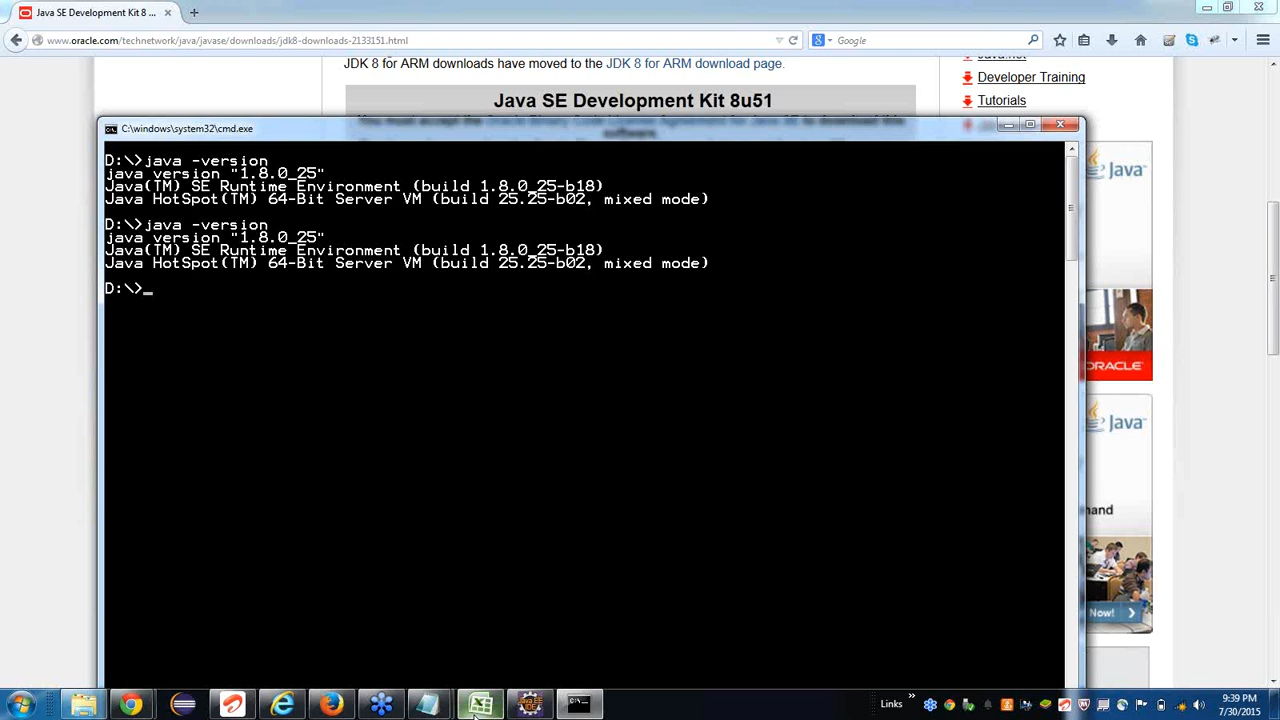 Java SE Development Kit 8 ...
www.oracle.com/technetwork/java/javase/downloads/jdk8-downloads-2133151.html
Google
JDK 8 for ARM downloads have moved to the JDK 8 for ARM download page.
Developer Training
Tutorials
Java SE Development Kit 8u51
software.
C:\windows\system32\cmd.exe
D:\>java -version
java version "1.8.0_25"
Java(TM) SE Runtime Environment (build 1.8.0_25-b18)
Java HotSpot(TM) 64-Bit Server VM (build 25.25-b02, mixed mode)
D:\>java -version
java version "1.8.0_25"
Java(TM) SE Runtime Environment (build 1.8.0_25-b18)
Java HotSpot(TM) 64-Bit Server VM (build 25.25-b02, mixed mode)
D:\>_
Java™
ORACLE
Java™
Now!
Java EE
IDE
C:\.
Links
9:39 PM
7/30/2015